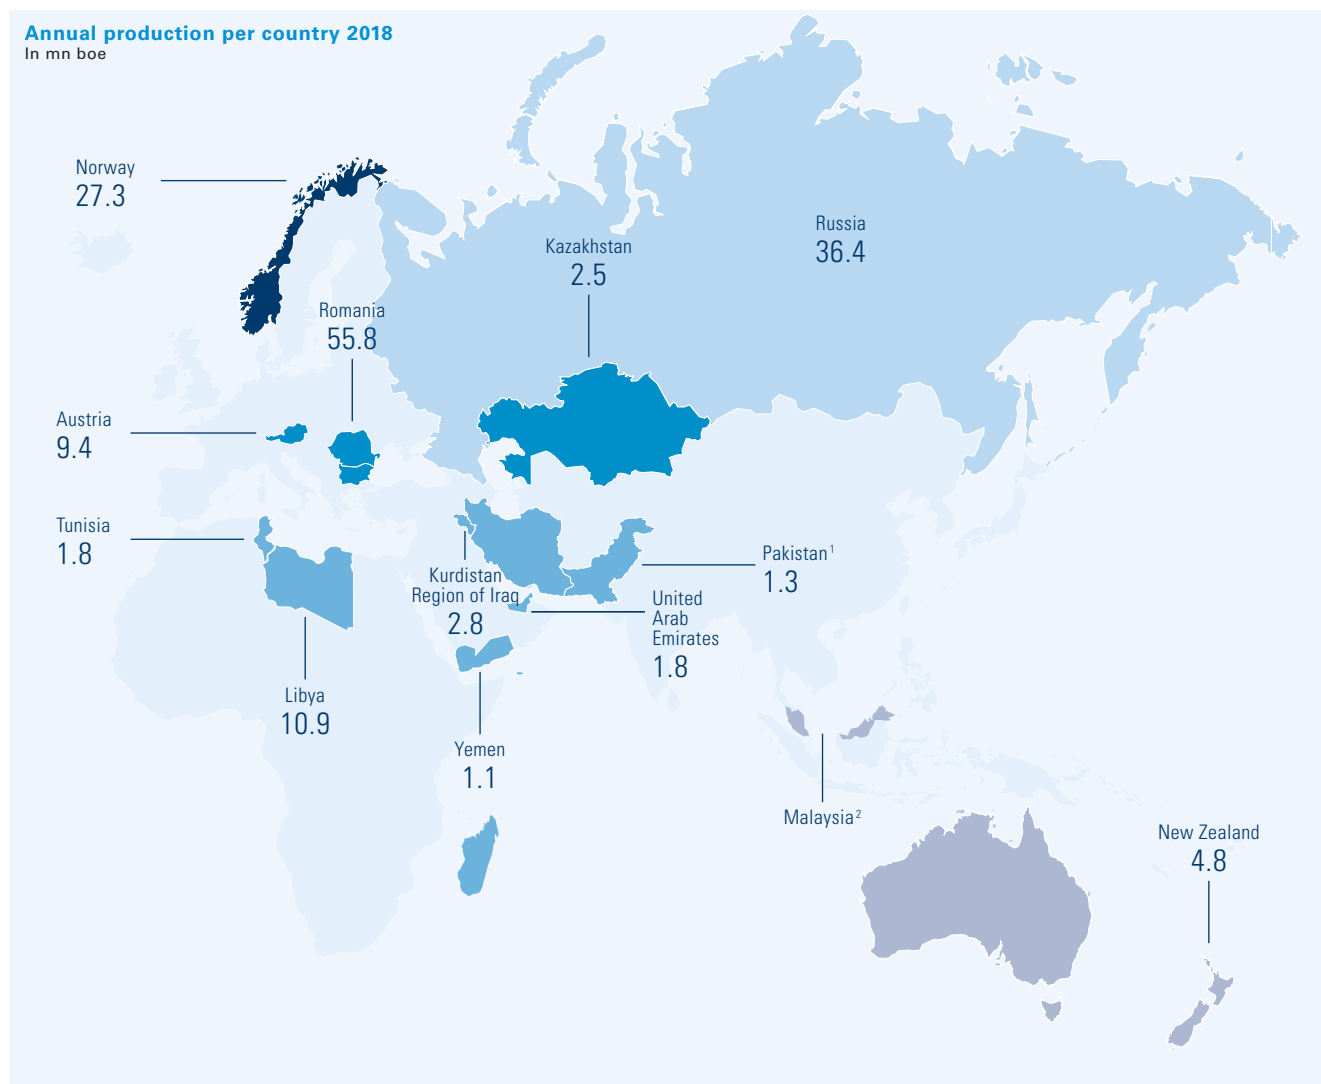 Annual production per country 2018
In mn boe
Norway
27.3
Russia
36.4
Kazakhstan
2.5
Romania
55.8
Austria
9.4
Tunisia
1.8
Pakistan¹
1.3
Kurdistan
Region of Iraq
2.8
United
Arab
Emirates
1.8
Libya
10.9
Yemen
1.1
Malaysia²
New Zealand
4.8